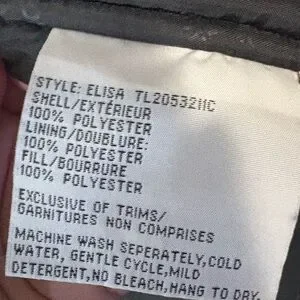 STYLE: ELISA TL20532HC
SHELL/EXTÉRIEUR
100% POLYESTER
LINING/DOUBLURE:
100% POLYESTER
FILL/BOURRURE
100% POLYESTER
EXCLUSIVE OF TRIMS/
GARNITURES NON COMPRISES
MACHINE WASH SEPERATELY,COLD
WATER, GENTLE CYCLE,MILD
DETERGENT,NO BLEACH,HANG TO DRY